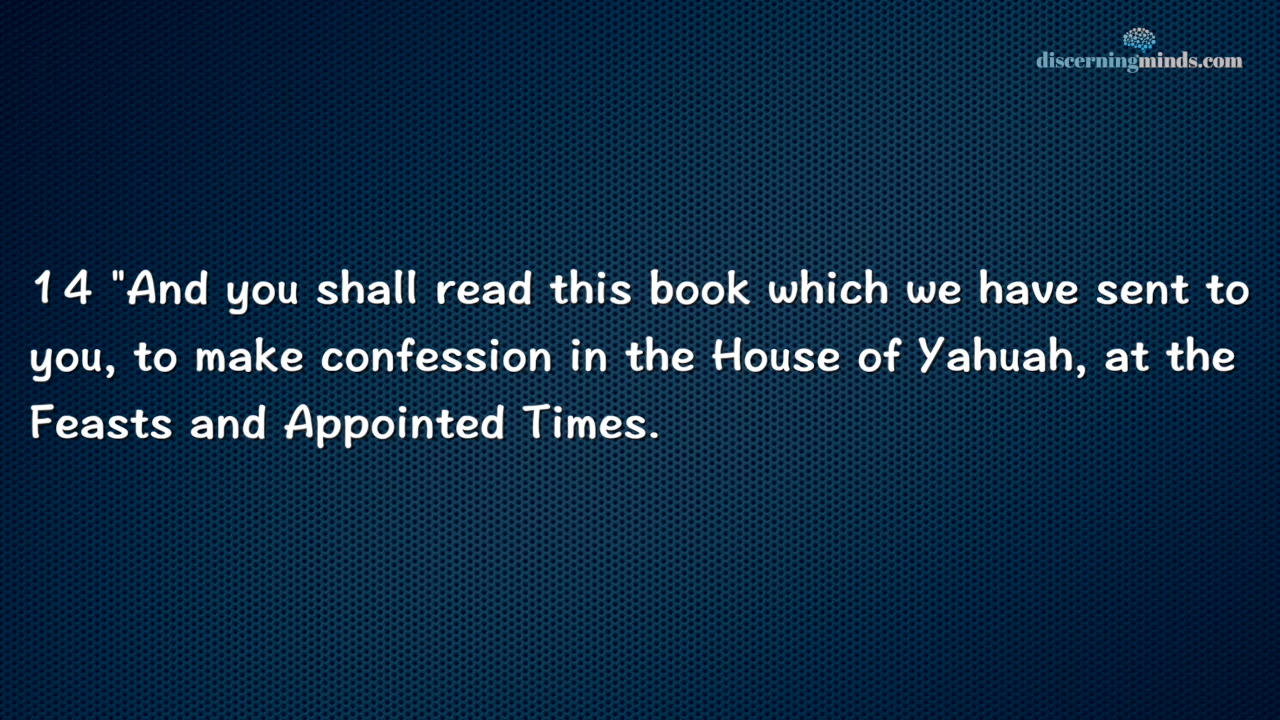 discerningminds.com
14 "And you shall read this book which we have sent to
you, to make confession in the House of Yahuah, at the
Feasts and Appointed Times.